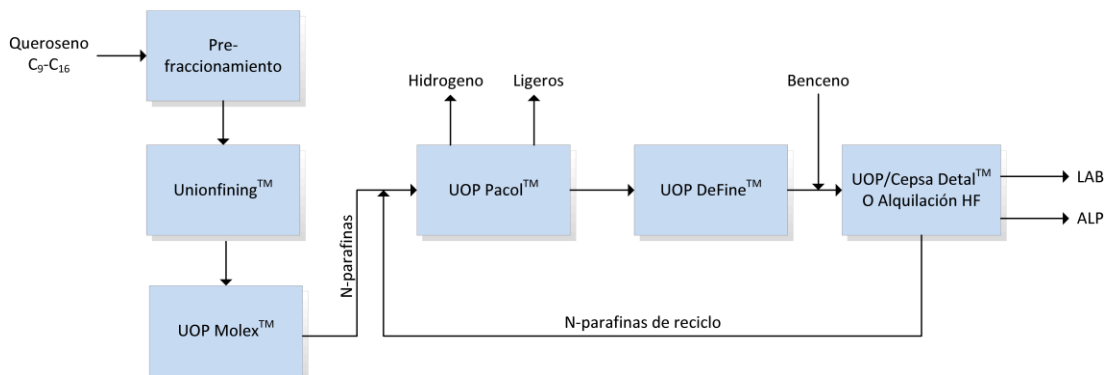 Queroseno
C₉-C₁₆
Pre-
fraccionamiento
Unionfining™
UOP Molex™
N-parafinas
Hidrogeno
Ligeros
UOP Pacol™
UOP DeFine™
Benceno
UOP/Cepsa Detal™
O Alquilación HF
LAB
ALP
N-parafinas de reciclo